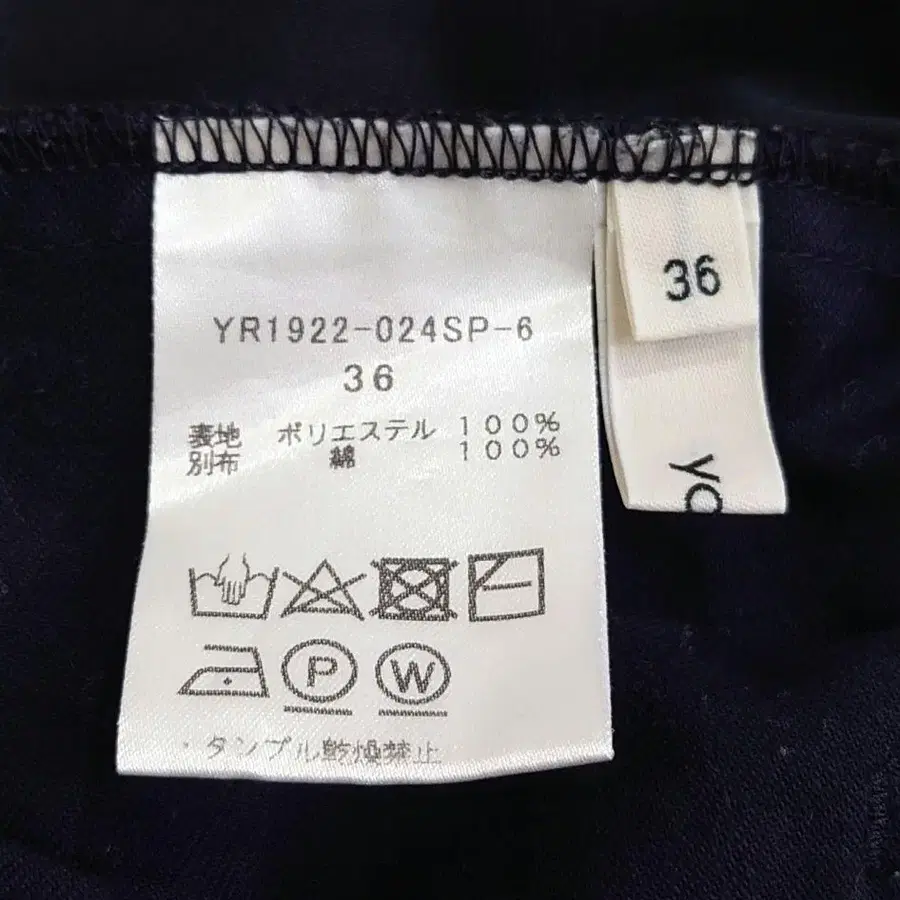 YR1922-024SP-6
36
表地 ポリエステル 100%
別布 綿 100%
P
W
・タンブル乾燥禁止
36
yo